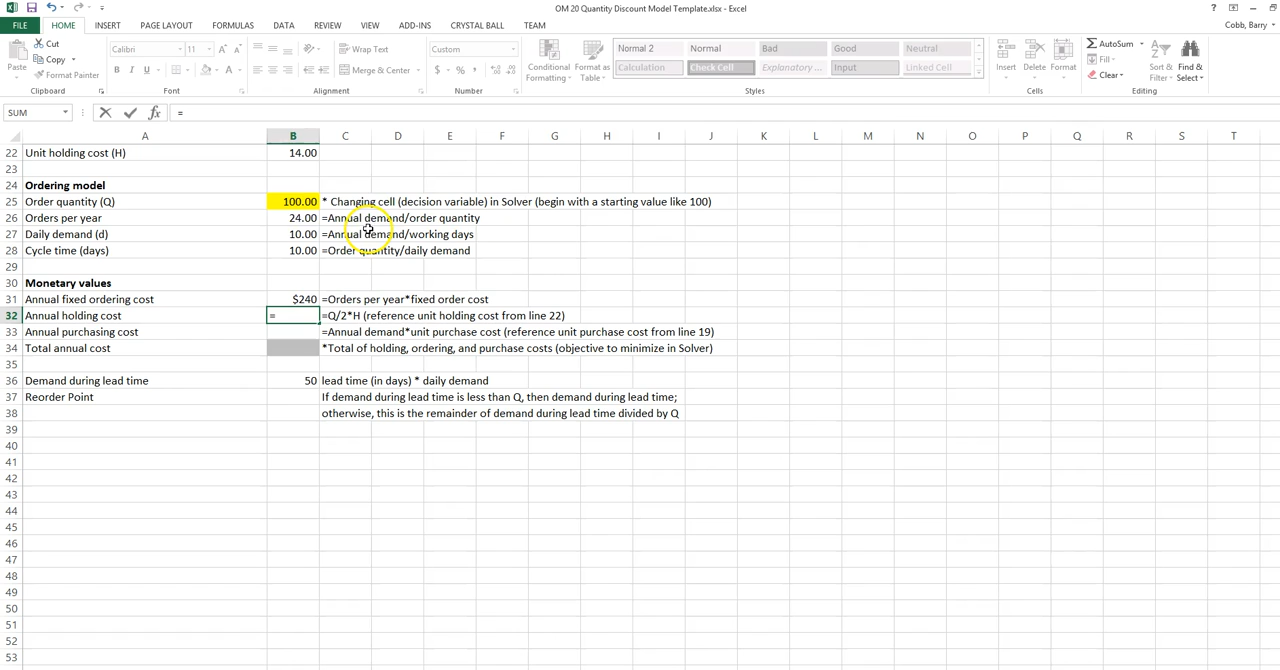 OM 20 Quantity Discount Model Template.xlsx - Excel
FILE HOME INSERT PAGE LAYOUT FORMULAS DATA REVIEW VIEW ADD-INS CRYSTAL BALL TEAM Cobb, Barry
Paste
Cut
Copy
Format Painter
Clipboard
Calibri 11
B I U
Font
Wrap Text
Merge & Center
Alignment
Custom
$ % ,
Number
Conditional Formatting
Format as Table
Normal 2 Normal Bad Good Neutral
Calculation Check Cell Explanatory ... Input Linked Cell
Styles
Insert Delete Format
Cells
AutoSum
Fill
Clear
Sort & Filter
Find & Select
Editing
SUM fx =
A B C D E F G H I J K L M N O P Q R S T
22 Unit holding cost (H) 14.00
23
24 Ordering model
25 Order quantity (Q) 100.00 * Changing cell (decision variable) in Solver (begin with a starting value like 100)
26 Orders per year 24.00 =Annual demand/order quantity
27 Daily demand (d) 10.00 =Annual demand/working days
28 Cycle time (days) 10.00 =Order quantity/daily demand
29
30 Monetary values
31 Annual fixed ordering cost $240 =Orders per year*fixed order cost
32 Annual holding cost = =Q/2*H (reference unit holding cost from line 22)
33 Annual purchasing cost =Annual demand*unit purchase cost (reference unit purchase cost from line 19)
34 Total annual cost *Total of holding, ordering, and purchase costs (objective to minimize in Solver)
35
36 Demand during lead time 50 lead time (in days) * daily demand
37 Reorder Point If demand during lead time is less than Q, then demand during lead time;
38 otherwise, this is the remainder of demand during lead time divided by Q
39
40
41
42
43
44
45
46
47
48
49
50
51
52
53